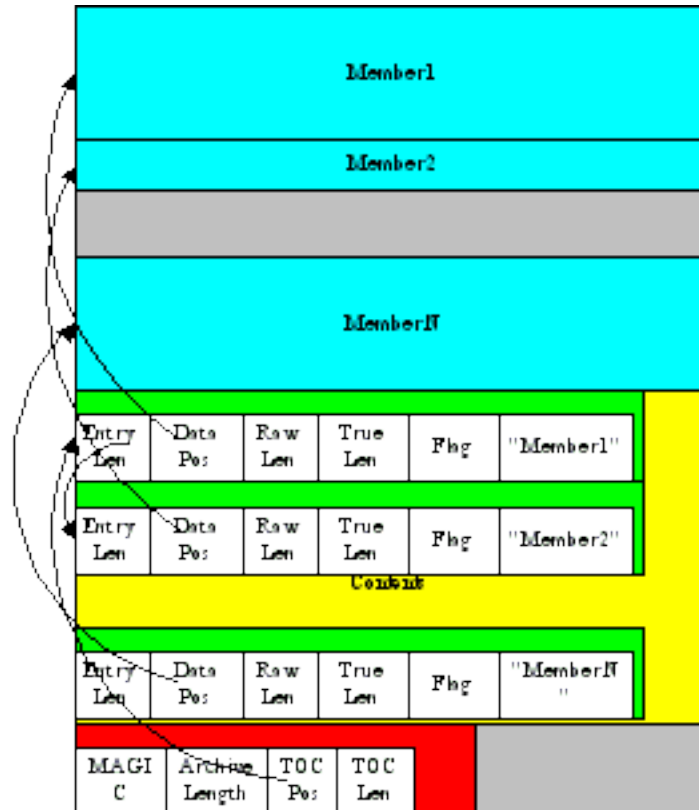 Member1
Member2
MemberN
Entry Len
Data Pos
Raw Len
True Len
Flag
"Member1"
Entry Len
Data Pos
Raw Len
True Len
Flag
"Member2"
Contents
Entry Len
Data Pos
Raw Len
True Len
Flag
"MemberN
"
MAGI
C
Archive
Length
TOC
Pos
TOC
Len